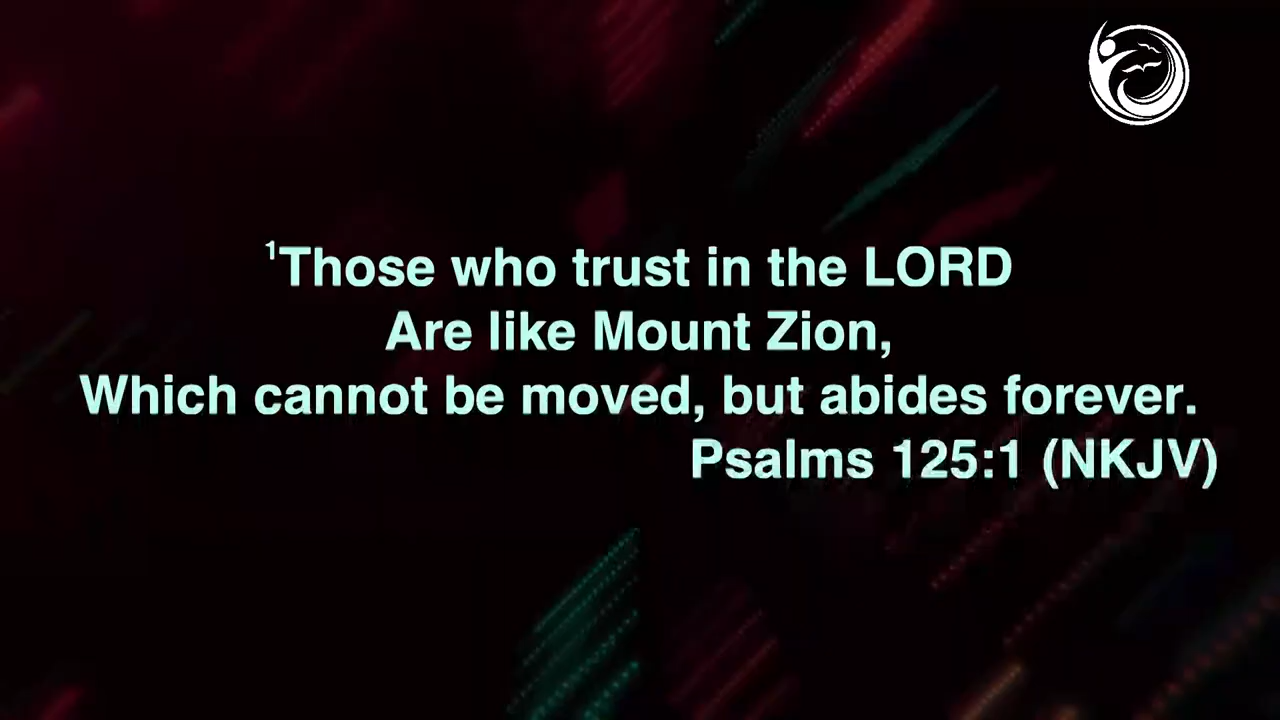 ¹Those who trust in the LORD
Are like Mount Zion,
Which cannot be moved, but abides forever.
Psalms 125:1 (NKJV)